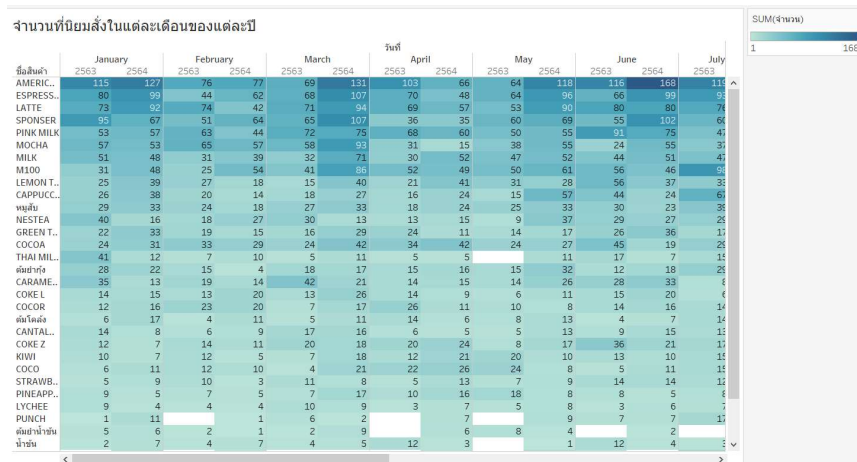 จำนวนที่นิยมสั่งในแต่ละเดือนของแต่ละปี
SUM(จำนวน)
1 168
วันที่
January February March April May June July
ชื่อสินค้า 2563 2564 2563 2564 2563 2564 2563 2564 2563 2564 2563 2564 2563
AMERIC.. 115 127 76 77 69 131 103 66 64 118 116 168 119
ESPRESS.. 80 99 44 62 68 107 70 48 64 96 66 99 93
LATTE 73 92 74 42 71 94 69 57 53 90 80 80 76
SPONSER 95 67 51 64 65 107 36 35 60 69 55 102 60
PINK MILK 53 57 63 44 72 75 68 60 50 55 91 75 47
MOCHA 57 53 65 57 58 93 31 15 38 55 24 55 37
MILK 51 48 31 39 32 71 30 52 47 52 44 51 47
M100 31 48 25 54 41 86 52 49 50 61 56 46 98
LEMON T.. 25 39 27 18 15 40 21 41 31 28 56 37 33
CAPPUCC.. 26 38 20 14 18 27 16 24 15 57 44 24 67
หมูสับ 29 33 24 18 27 33 18 24 25 33 30 23 39
NESTEA 40 16 18 27 30 13 13 15 9 37 29 27 29
GREEN T.. 22 33 19 15 16 29 24 11 14 17 26 36 17
COCOA 24 31 33 29 24 42 34 42 24 27 45 19 29
THAI MIL.. 41 12 7 10 5 11 5 5 11 17 7 15
ต้มยำกุ้ง 28 22 15 4 18 17 15 16 15 32 12 18 29
CARAME.. 35 13 19 14 42 21 14 15 14 26 28 33 8
COKE L 14 15 13 20 13 26 14 9 6 11 15 20 6
COCOR 12 16 23 20 7 17 26 11 10 8 14 16 14
ต้มโคล้ง 6 17 4 11 5 11 14 6 8 13 4 7 14
CANTAL.. 14 8 6 9 17 16 6 5 5 13 9 15 13
COKE Z 12 7 14 11 20 18 20 24 8 17 36 21 17
KIWI 10 7 12 5 7 18 12 21 20 10 13 10 15
COCO 6 11 12 10 4 21 22 26 24 8 5 11 15
STRAWB.. 5 9 10 3 11 8 5 13 7 9 14 14 12
PINEAPP.. 9 5 7 5 7 17 10 16 18 8 8 5
LYCHEE 9 4 4 4 10 9 3 7 5 8 3 6
PUNCH 1 11 1 6 2 7 9 7 7 17
ต้มยำน้ำข้น 5 6 2 1 2 9 6 8 4 2
น้ำข้น 2 7 4 7 4 5 12 3 1 12 4